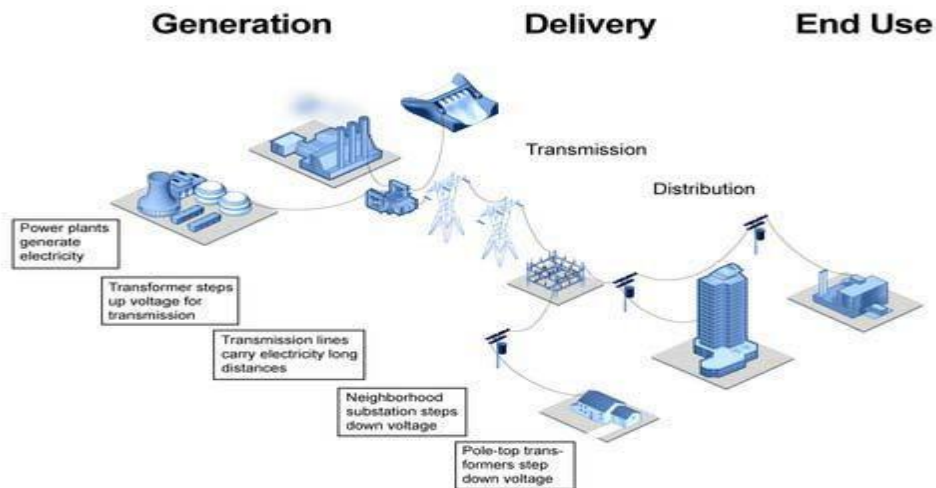 Generation
Delivery
End Use
Transmission
Distribution
Power plants
generate
electricity
Transformer steps
up voltage for
transmission
Transmission lines
carry electricity long
distances
Neighborhood
substation steps
down voltage
Pole-top trans-
formers step
down voltage